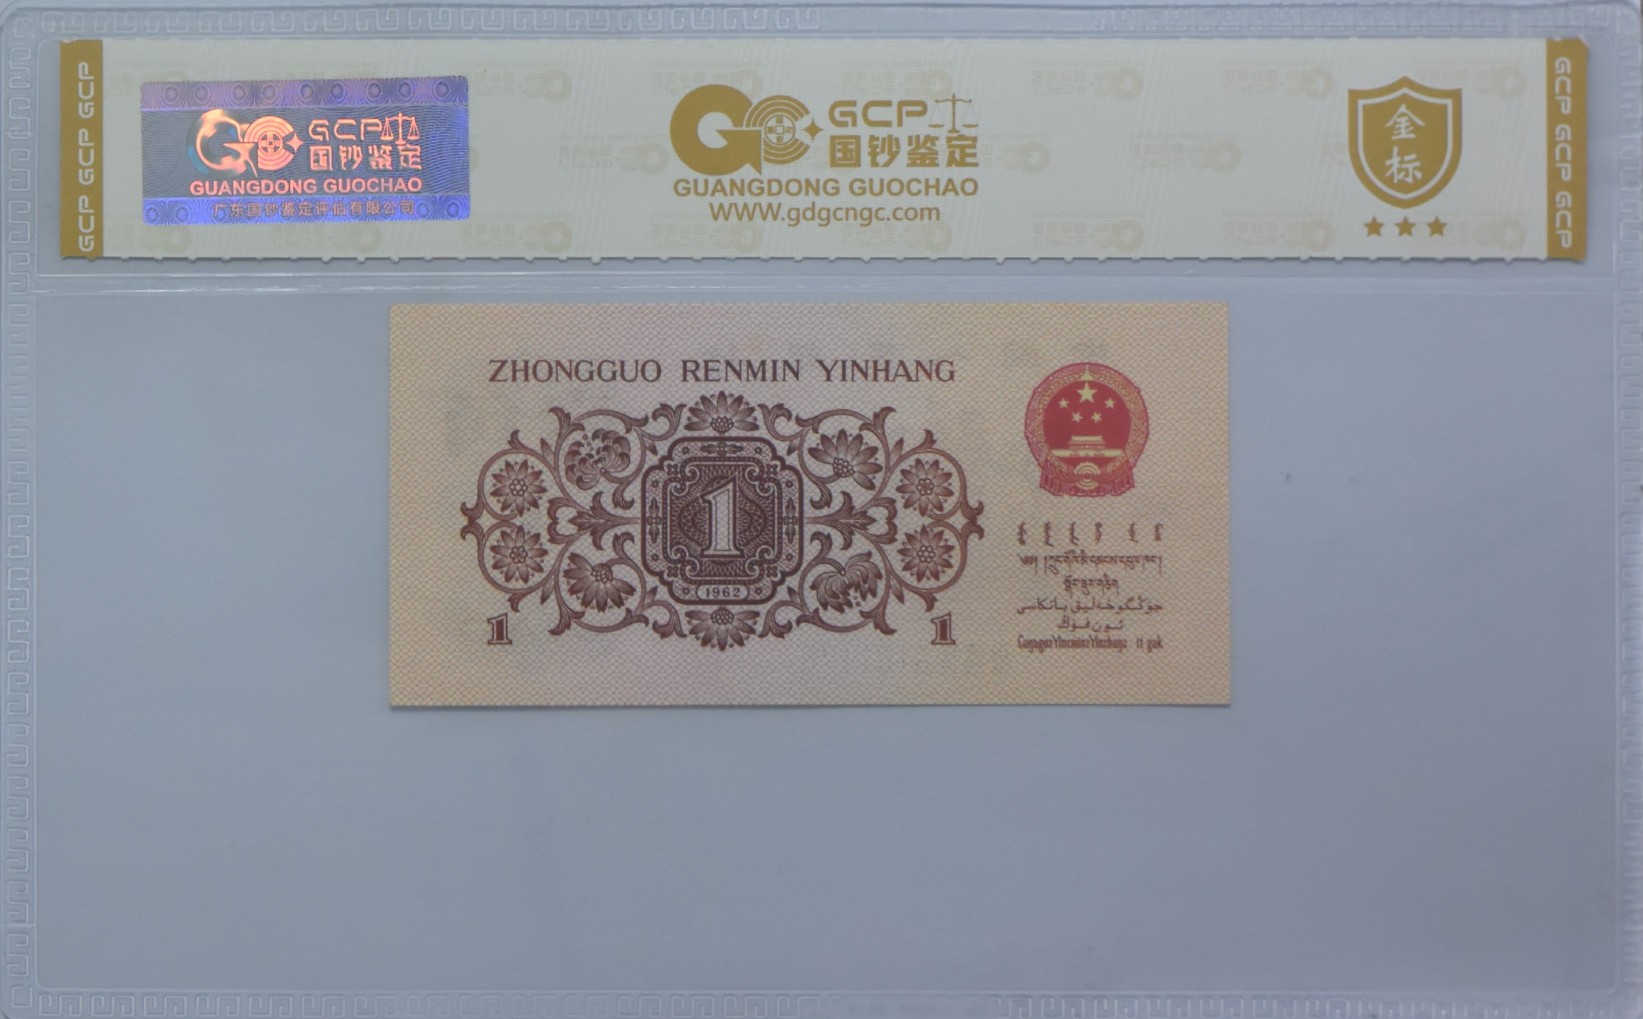 GCP GCP GCP
GCP
国钞鉴定
GUANGDONG GUOCHAO
广东国钞鉴定评估有限公司
GCP
国钞鉴定
GUANGDONG GUOCHAO
WWW.gdgcngc.com
金
标
GCP GCP GCP
ZHONGGUO RENMIN YINHANG
1
1962
1
1